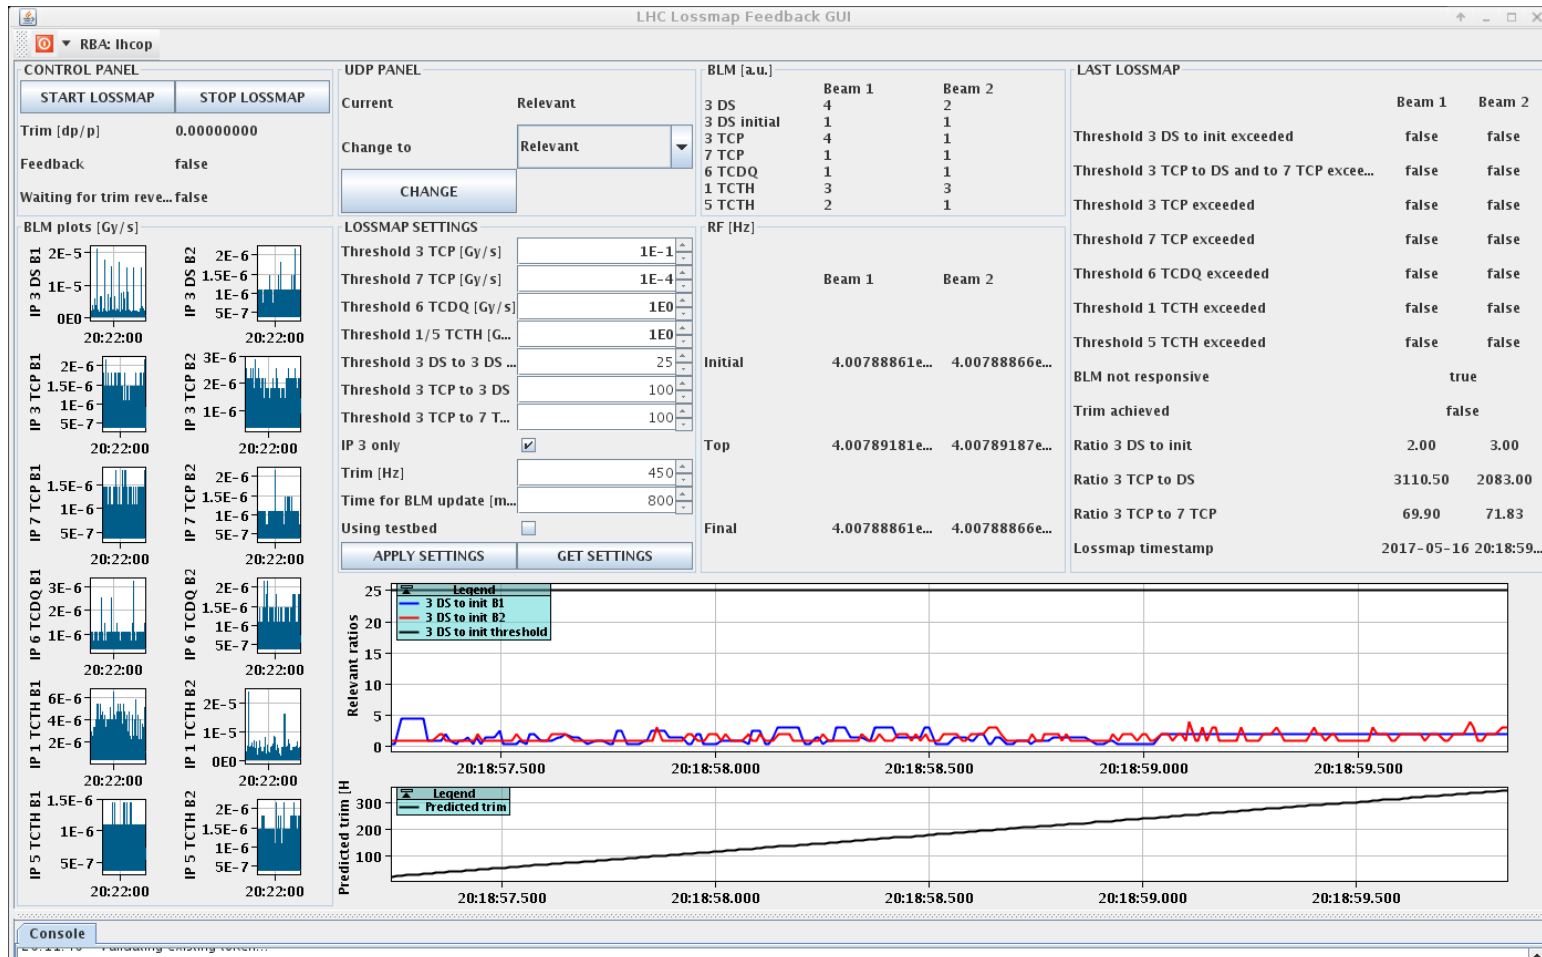 LHC Lossmap Feedback GUI
RBA: lhcop
CONTROL PANEL
START LOSSMAP STOP LOSSMAP
Trim [dp/p] 0.00000000
Feedback false
Waiting for trim reve... false
UDP PANEL
Current Relevant
Change to Relevant
CHANGE
BLM [a.u.]
Beam 1 Beam 2
3 DS 4 2
3 DS initial 1 1
3 TCP 4 1
7 TCP 1 1
6 TCDQ 1 1
1 TCTH 3 3
5 TCTH 2 1
LAST LOSSMAP
Beam 1 Beam 2
Threshold 3 DS to init exceeded false false
Threshold 3 TCP to DS and to 7 TCP excee... false false
Threshold 3 TCP exceeded false false
Threshold 7 TCP exceeded false false
Threshold 6 TCDQ exceeded false false
Threshold 1 TCTH exceeded false false
Threshold 5 TCTH exceeded false false
BLM not responsive true
Trim achieved false
Ratio 3 DS to init 2.00 3.00
Ratio 3 TCP to DS 3110.50 2083.00
Ratio 3 TCP to 7 TCP 69.90 71.83
Lossmap timestamp 2017-05-16 20:18:59...
BLM plots [Gy/s]
IP 3 DS B1
2E-5
1E-5
0E0
20:22:00
IP 3 DS B2
2E-6
1.5E-6
1E-6
5E-7
20:22:00
IP 3 TCP B1
2E-6
1.5E-6
1E-6
5E-7
20:22:00
IP 3 TCP B2
3E-6
2E-6
1E-6
20:22:00
IP 7 TCP B1
1.5E-6
1E-6
5E-7
20:22:00
IP 7 TCP B2
2E-6
1.5E-6
1E-6
5E-7
20:22:00
IP 6 TCDQ B1
3E-6
2E-6
1E-6
20:22:00
IP 6 TCDQ B2
2E-6
1.5E-6
1E-6
5E-7
20:22:00
IP 1 TCTH B1
6E-6
4E-6
2E-6
20:22:00
IP 1 TCTH B2
2E-5
1E-5
0E0
20:22:00
IP 5 TCTH B1
1.5E-6
1E-6
5E-7
20:22:00
IP 5 TCTH B2
2E-6
1.5E-6
1E-6
5E-7
20:22:00
LOSSMAP SETTINGS
Threshold 3 TCP [Gy/s] 1E-1
Threshold 7 TCP [Gy/s] 1E-4
Threshold 6 TCDQ [Gy/s] 1E0
Threshold 1/5 TCTH [G... 1E0
Threshold 3 DS to 3 DS ... 25
Threshold 3 TCP to 3 DS 100
Threshold 3 TCP to 7 T... 100
IP 3 only
Trim [Hz] 450
Time for BLM update [m... 800
Using testbed
APPLY SETTINGS GET SETTINGS
RF [Hz]
Beam 1 Beam 2
Initial 4.00788861e... 4.00788866e...
Top 4.00789181e... 4.00789187e...
Final 4.00788861e... 4.00788866e...
Relevant ratios
25
20
15
10
5
0
Legend
3 DS to init B1
3 DS to init B2
3 DS to init threshold
20:18:57.500 20:18:58.000 20:18:58.500 20:18:59.000 20:18:59.500
Predicted trim [H
300
200
100
Legend
Predicted trim
20:18:57.500 20:18:58.000 20:18:58.500 20:18:59.000 20:18:59.500
Console